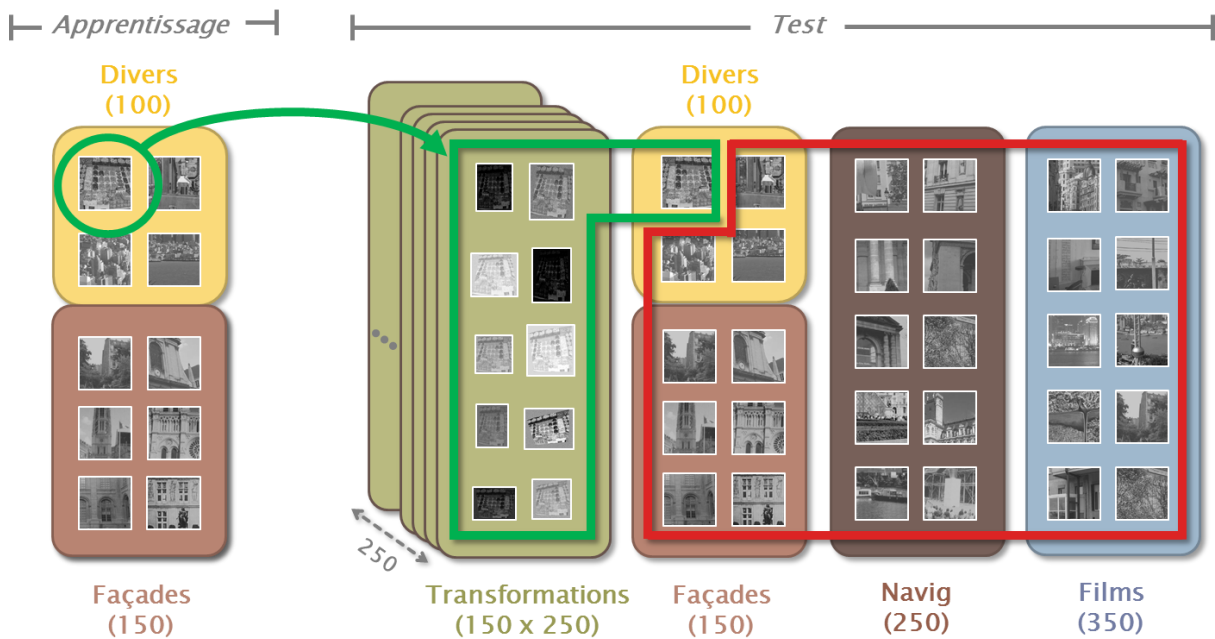 Apprentissage
Test
Divers
(100)
Divers
(100)
250
Façades
(150)
Transformations
(150 x 250)
Façades
(150)
Navig
(250)
Films
(350)